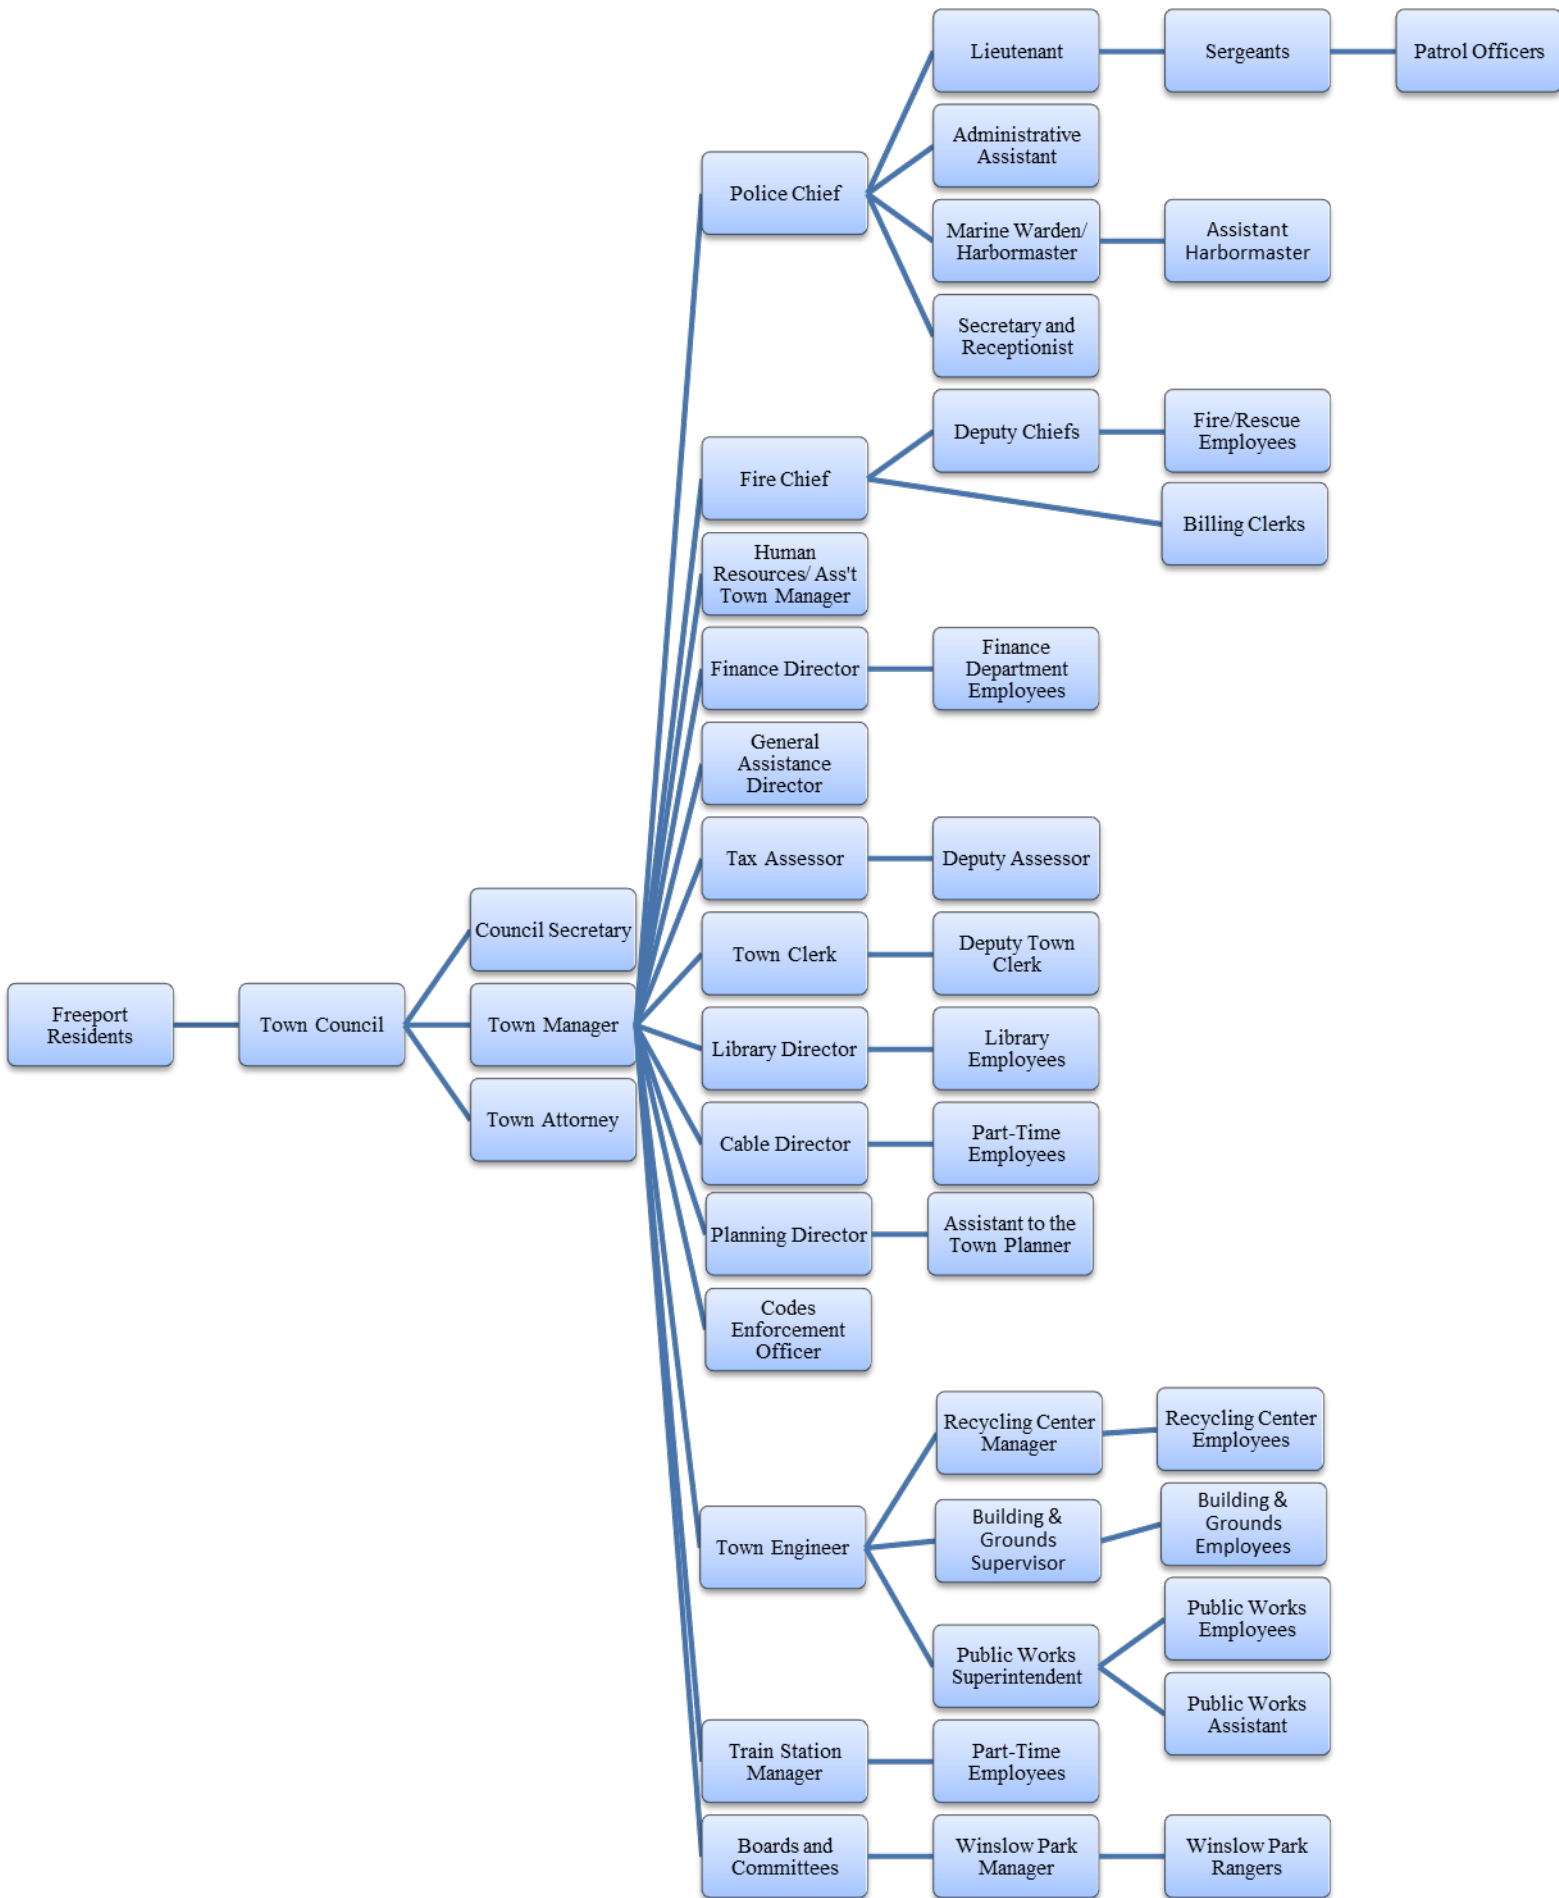 Freeport
Residents
Town Council
Council Secretary
Town Manager
Town Attorney
Police Chief
Lieutenant
Sergeants
Patrol Officers
Administrative
Assistant
Marine Warden/
Harbormaster
Assistant
Harbormaster
Secretary and
Receptionist
Fire Chief
Deputy Chiefs
Fire/Rescue
Employees
Billing Clerks
Human
Resources/ Ass't
Town Manager
Finance Director
Finance
Department
Employees
General
Assistance
Director
Tax Assessor
Deputy Assessor
Town Clerk
Deputy Town
Clerk
Library Director
Library
Employees
Cable Director
Part-Time
Employees
Planning Director
Assistant to the
Town Planner
Codes
Enforcement
Officer
Town Engineer
Recycling Center
Manager
Recycling Center
Employees
Building &
Grounds
Supervisor
Building &
Grounds
Employees
Public Works
Superintendent
Public Works
Employees
Public Works
Assistant
Train Station
Manager
Part-Time
Employees
Boards and
Committees
Winslow Park
Manager
Winslow Park
Rangers